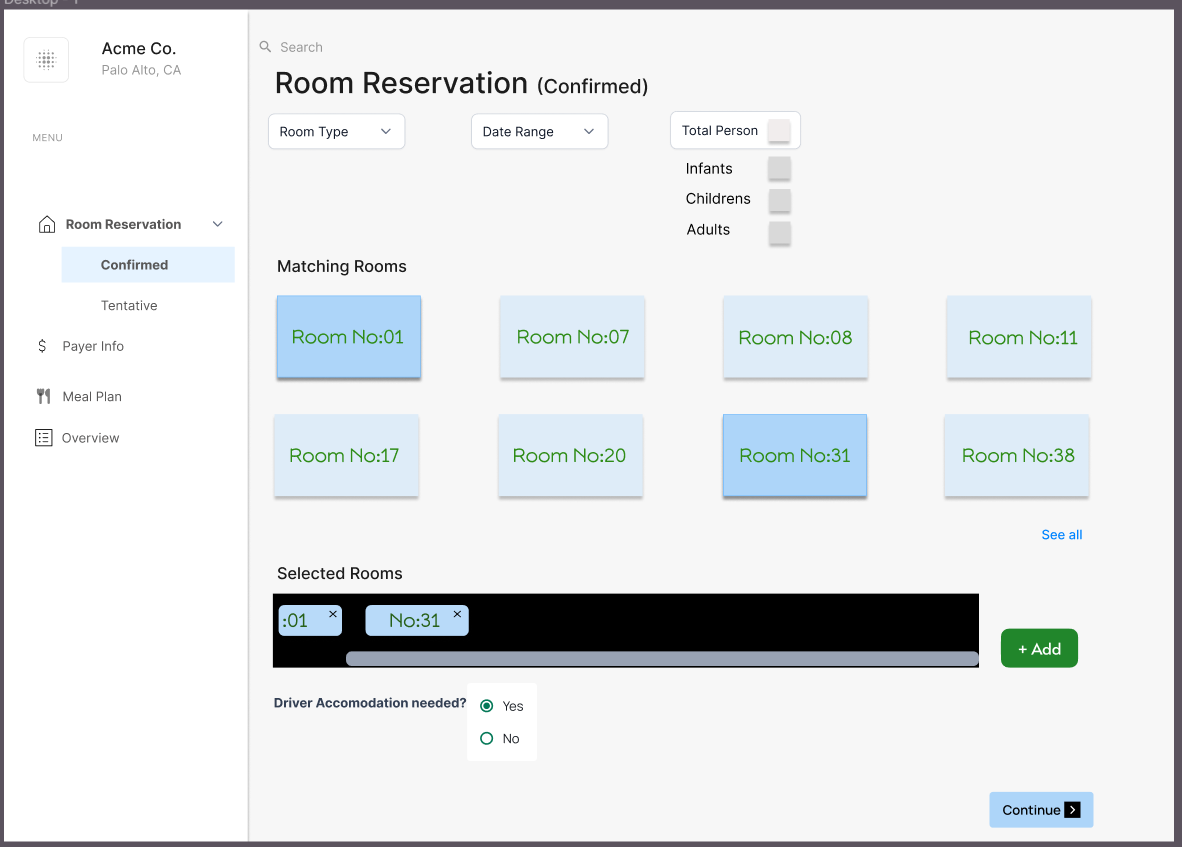 Desktop - 1
Acme Co.
Palo Alto, CA
MENU
Room Reservation
Confirmed
Tentative
$ Payer Info
Meal Plan
Overview
Search
Room Reservation (Confirmed)
Room Type
Date Range
Total Person
Infants
Childrens
Adults
Matching Rooms
Room No:01
Room No:07
Room No:08
Room No:11
Room No:17
Room No:20
Room No:31
Room No:38
See all
Selected Rooms
:01 ×
No:31 ×
+ Add
Driver Accomodation needed?
Yes
No
Continue